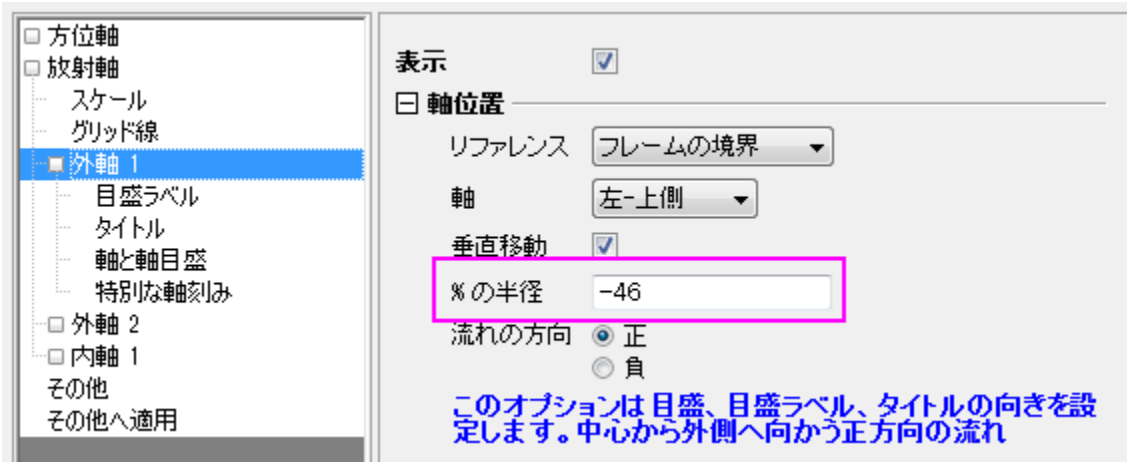 方位軸
放射軸
スケール
グリッド線
外軸 1
目盛ラベル
タイトル
軸と軸目盛
特別な軸刻み
外軸 2
内軸 1
その他
その他へ適用
表示
軸位置
リファレンス フレームの境界
軸 左-上側
垂直移動
% の半径 -46
流れの方向 正
負
このオプションは 目盛、目盛ラベル、タイトルの向きを設
定します。中心から外側へ向かう正方向の流れ